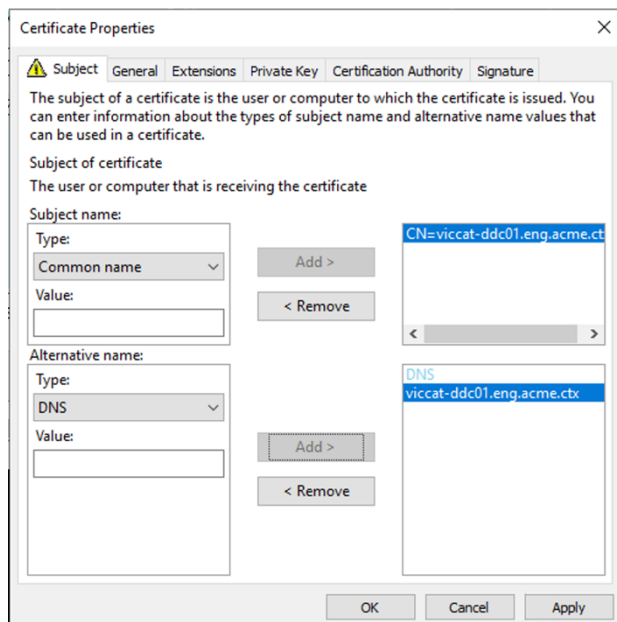 Certificate Properties
Subject
General
Extensions
Private Key
Certification Authority
Signature
The subject of a certificate is the user or computer to which the certificate is issued. You
can enter information about the types of subject name and alternative name values that
can be used in a certificate.
Subject of certificate
The user or computer that is receiving the certificate
Subject name:
Type:
Common name
Value:
Add >
< Remove
CN=viccat-ddc01.eng.acme.ct
Alternative name:
Type:
DNS
Value:
Add >
< Remove
DNS
viccat-ddc01.eng.acme.ctx
OK
Cancel
Apply